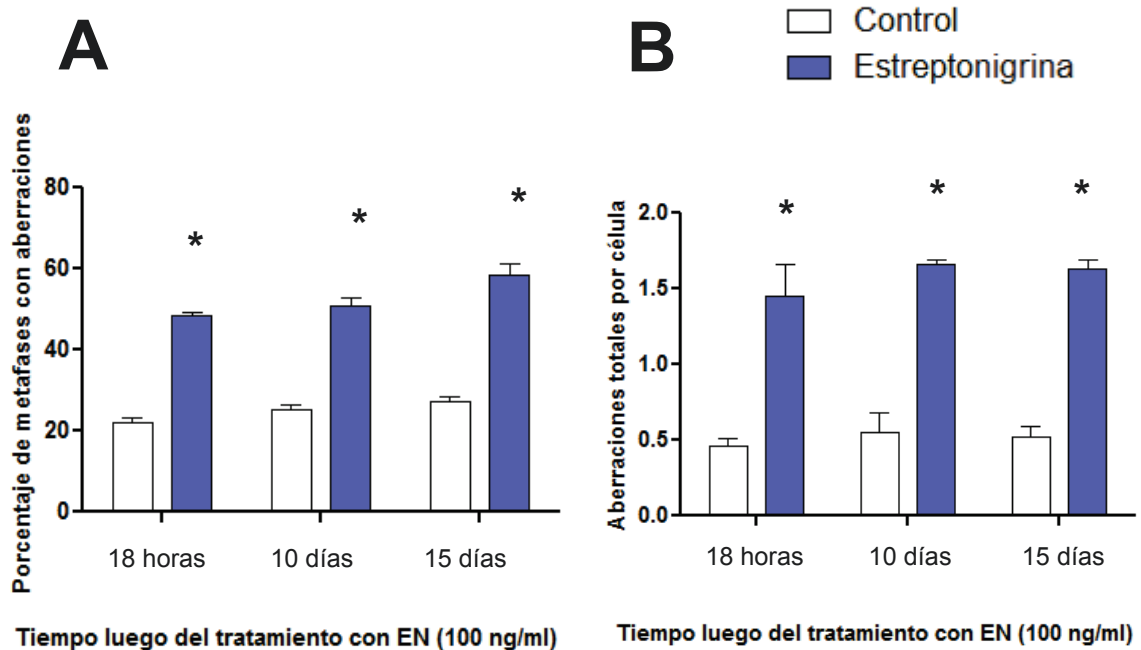 A
B
Control
Estreptonigrina
Porcentaje de metafases con aberraciones
80
60
40
20
0
*
*
*
18 horas
10 días
15 días
Tiempo luego del tratamiento con EN (100 ng/ml)
Aberraciones totales por célula
2.0
1.5
1.0
0.5
0.0
*
*
*
18 horas
10 días
15 días
Tiempo luego del tratamiento con EN (100 ng/ml)